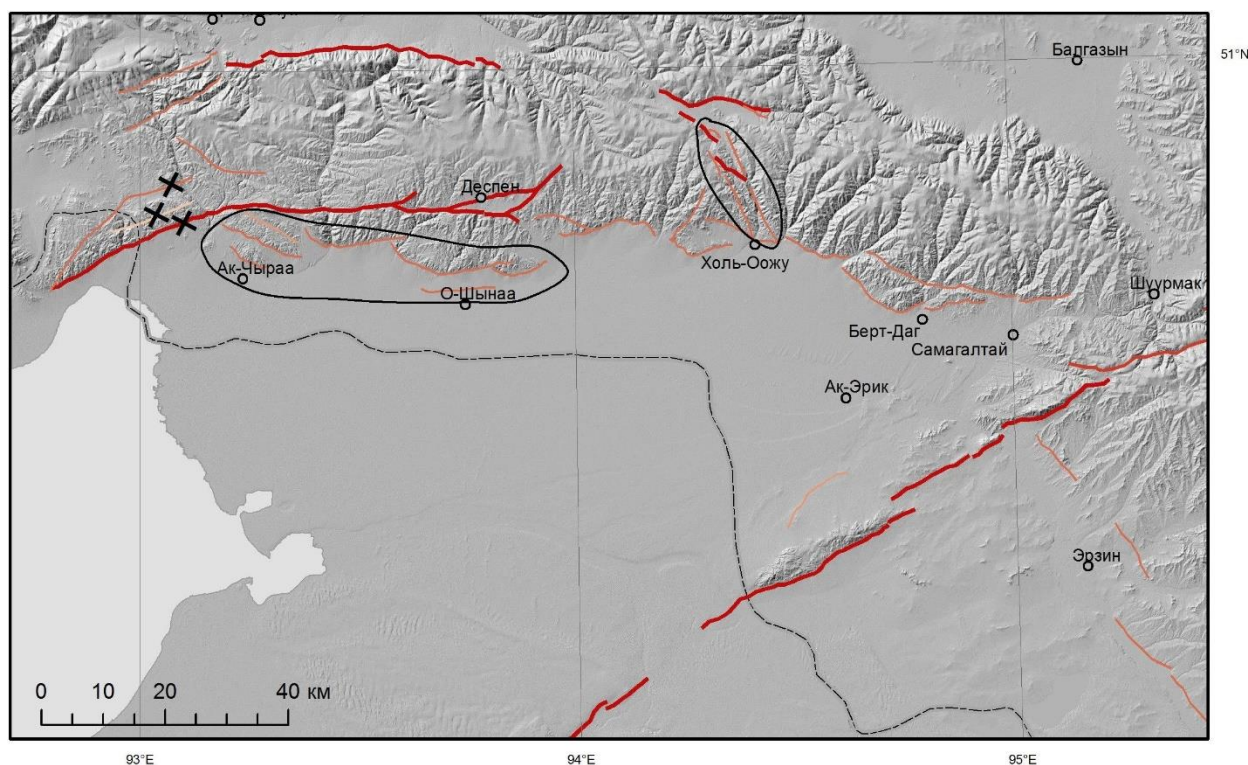 Балгазын
51°N
Деспен
Холь-Оожу
Ак-Чыраа
О-Шынаа
Шуурмак
Берт-Даг
Самагалтай
Ак-Эрик
Эрзин
0 10 20 40 км
93°E 94°E 95°E